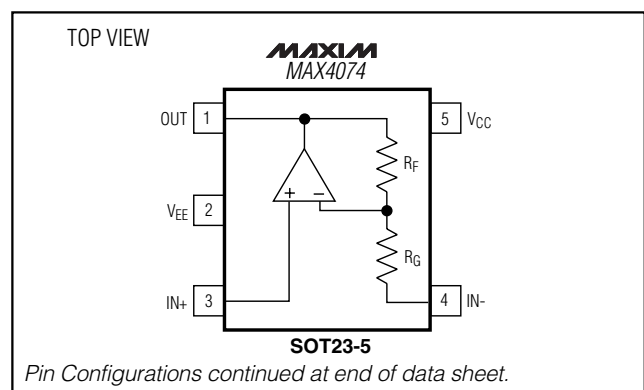 TOP VIEW
MAXIM
MAX4074
OUT 1
5 VCC
RF
+ −
VEE 2
RG
IN+ 3
4 IN-
SOT23-5
Pin Configurations continued at end of data sheet.